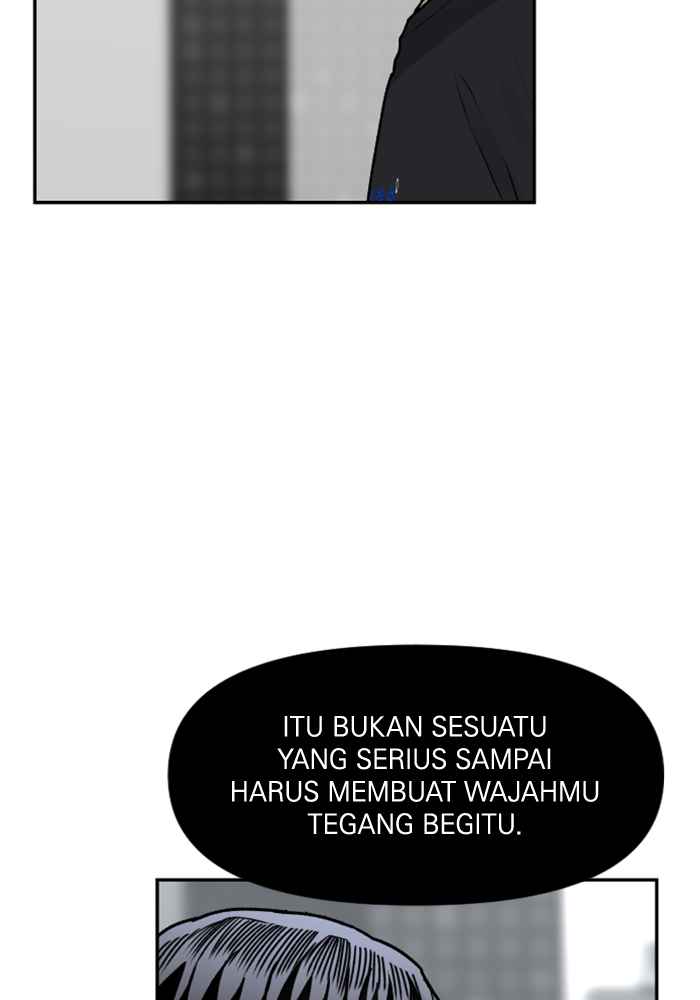 ITU BUKAN SESUATU
YANG SERIUS SAMPAI
HARUS MEMBUAT WAJAHMU
TEGANG BEGITU.